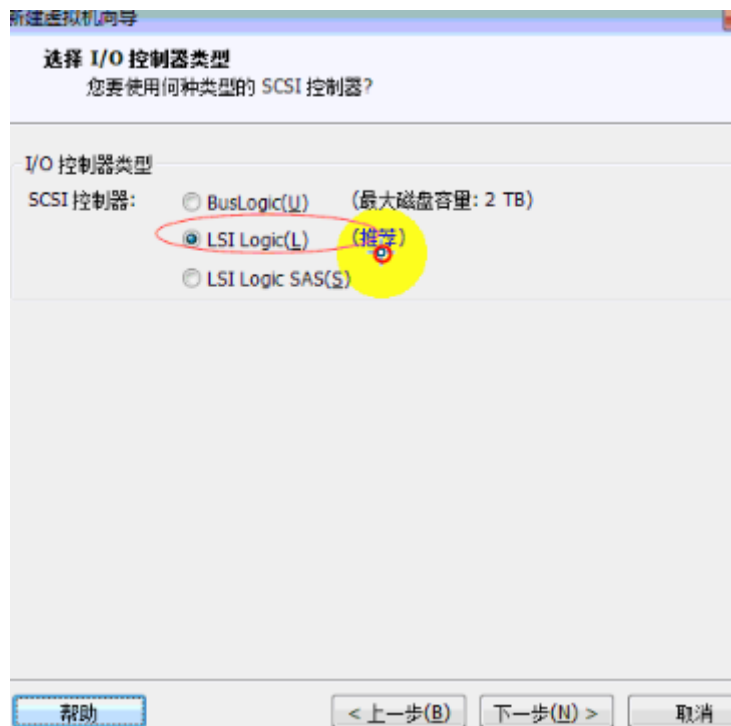 新建虚拟机向导
选择 I/O 控制器类型
您要使用何种类型的 SCSI 控制器?
I/O 控制器类型
SCSI 控制器: BusLogic(U) (最大磁盘容量: 2 TB)
LSI Logic(L) (推荐)
LSI Logic SAS(S)
帮助 < 上一步(B) 下一步(N) > 取消